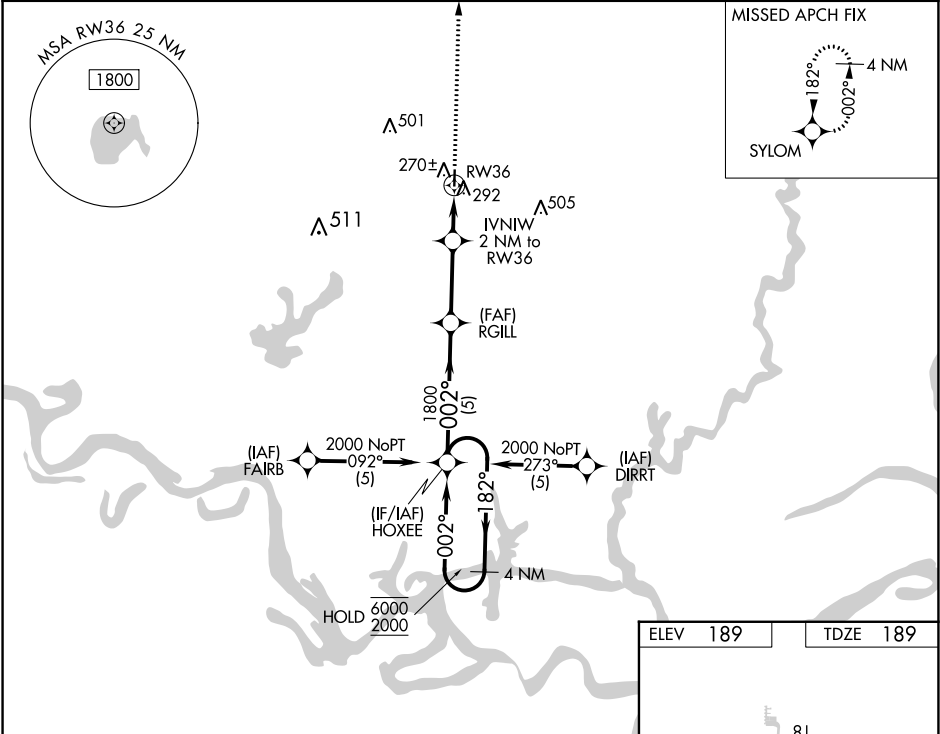 MSA RW36 25 NM
1800
MISSED APCH FIX
4 NM
182°
002°
SYLOM
501
270±
RW36
292
505
511
IVNIW
2 NM to
RW36
(FAF)
RGILL
1800
002°
(5)
(IAF)
FAIRB
2000 NoPT
092°
(5)
2000 NoPT
273°
(5)
(IAF)
DIRRT
(IF/IAF)
HOXEE
002°
182°
4 NM
HOLD
6000
2000
ELEV 189
TDZE 189